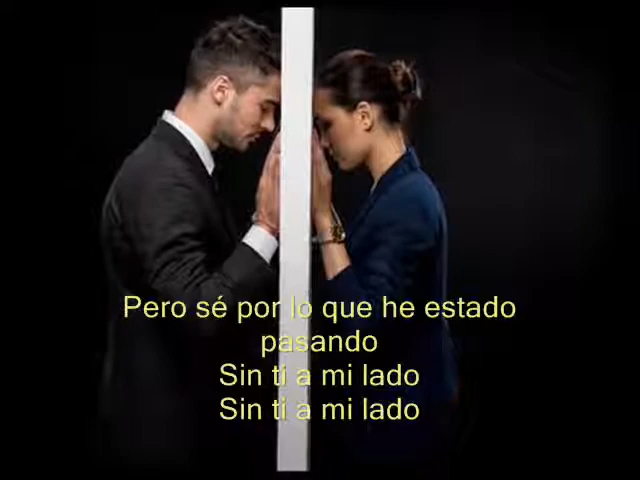 Pero sé por lo que he estado
pasando
Sin ti a mi lado
Sin ti a mi lado